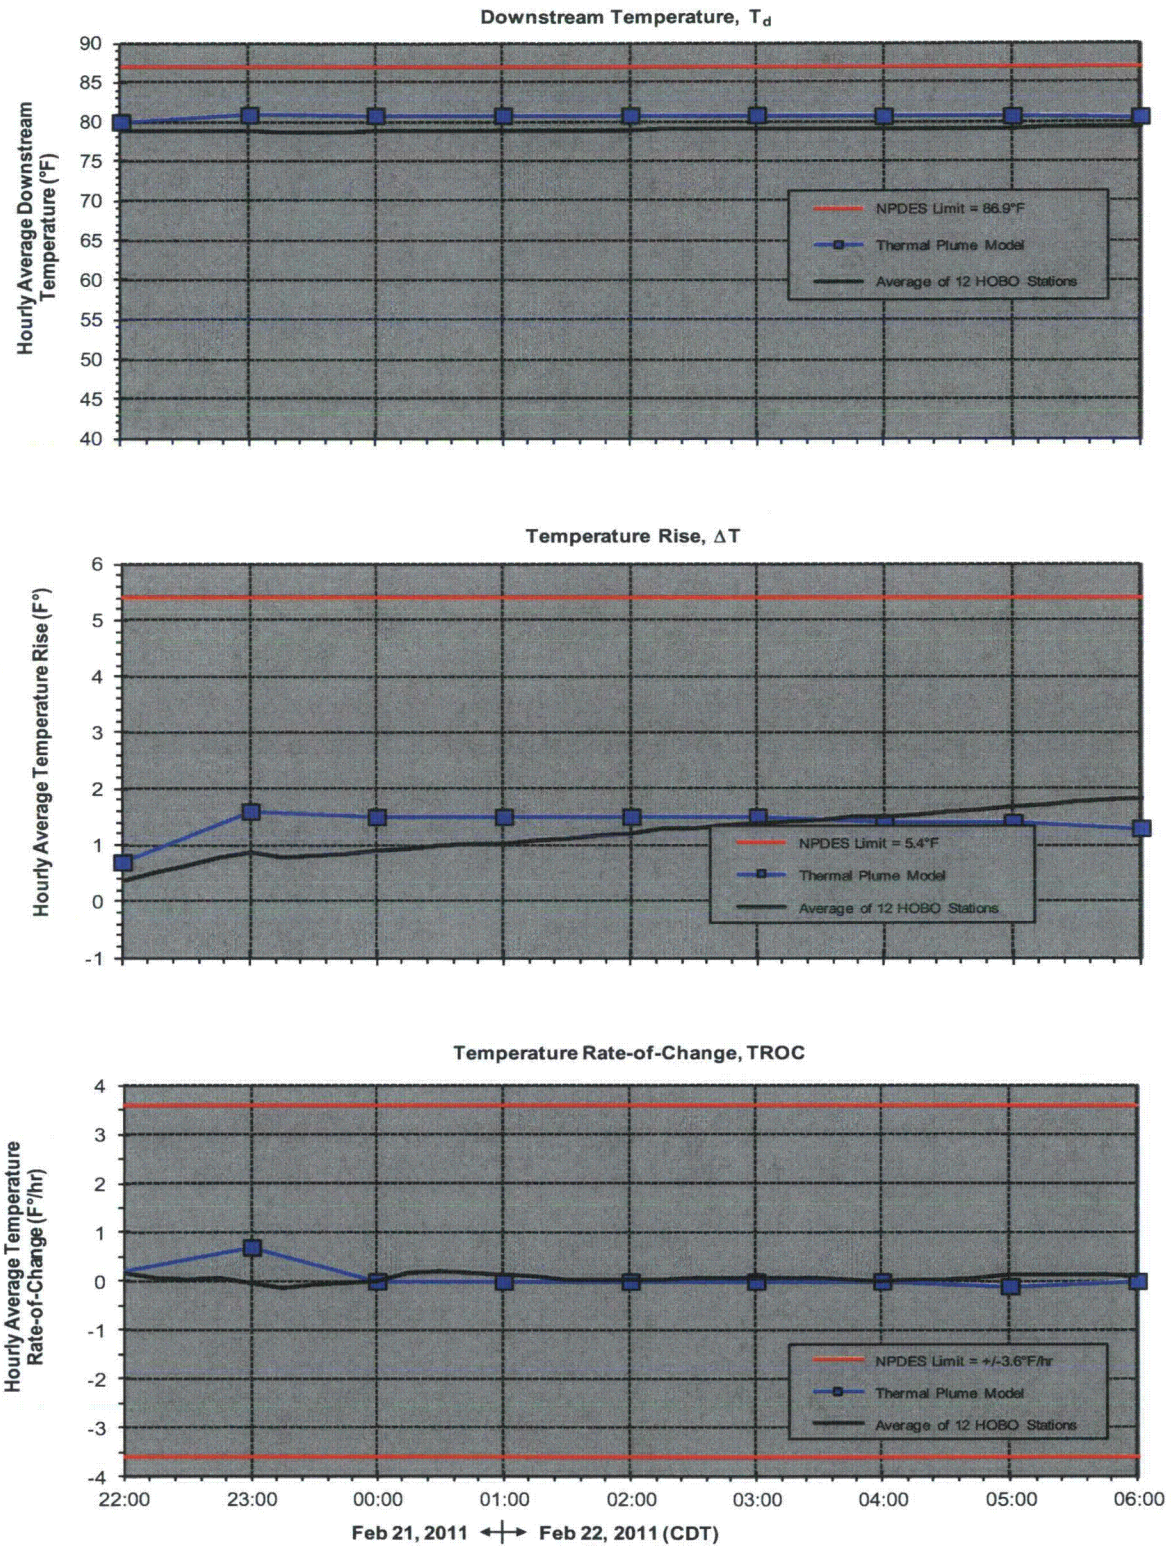 Downstream Temperature, Td
90
85
80
75
70
65
60
55
50
45
40
Hourly Average Downstream
Temperature (°F)
NPDES Limit = 86.9°F
Thermal Plume Model
Average of 12 HOBO Stations
Temperature Rise, ΔT
6
5
4
3
2
1
0
-1
Hourly Average Temperature Rise (F°)
NPDES Limit = 5.4°F
Thermal Plume Model
Average of 12 HOBO Stations
Temperature Rate-of-Change, TROC
4
3
2
1
0
-1
-2
-3
-4
Hourly Average Temperature
Rate-of-Change (F°/hr)
NPDES Limit = +/-3.6°F/hr
Thermal Plume Model
Average of 12 HOBO Stations
22:00 23:00 00:00 01:00 02:00 03:00 04:00 05:00 06:00
Feb 21, 2011 Feb 22, 2011 (CDT)